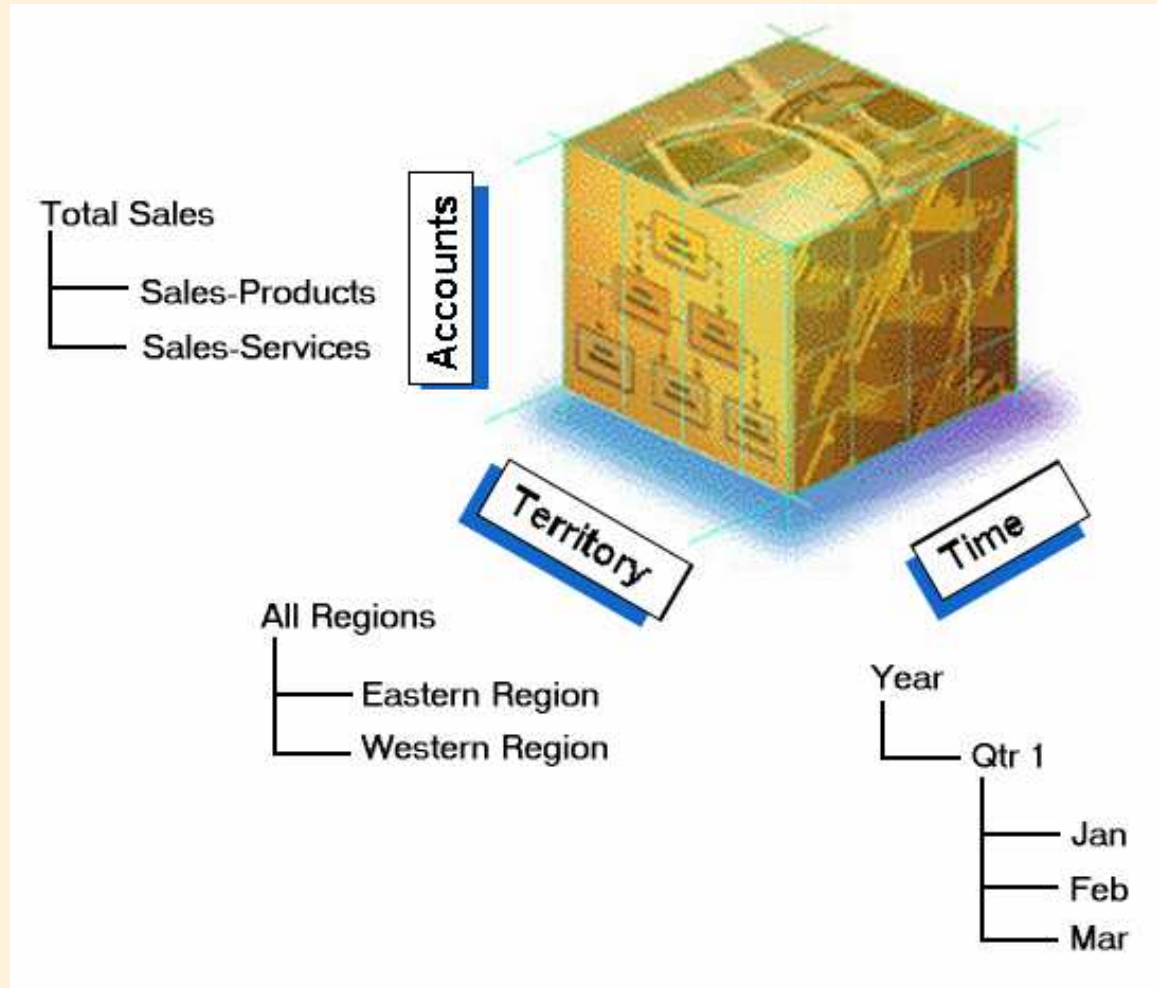 Total Sales
Sales-Products
Sales-Services
Accounts
Territory
Time
All Regions
Eastern Region
Western Region
Year
Qtr 1
Jan
Feb
Mar